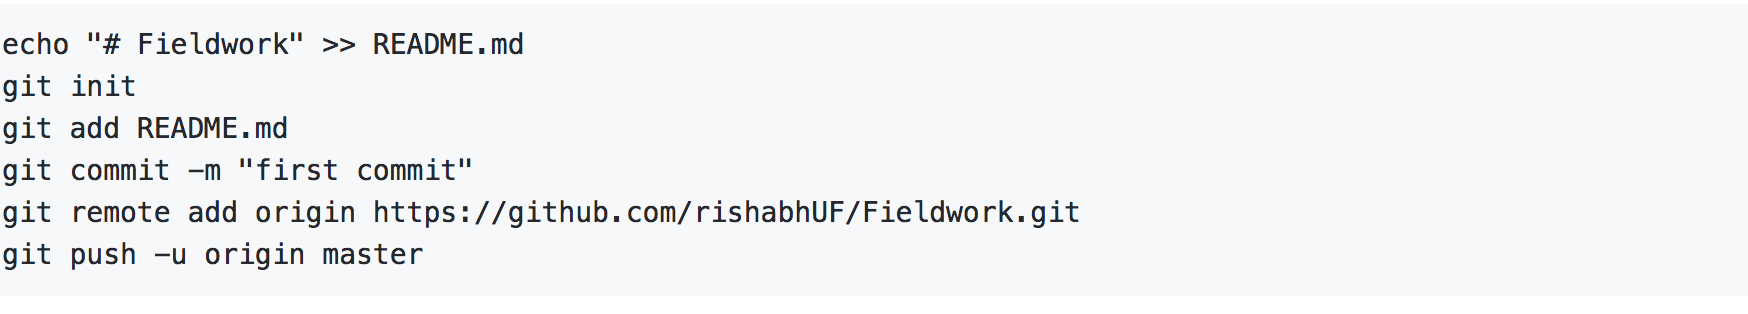 echo "# Fieldwork" >> README.md
git init
git add README.md
git commit -m "first commit"
git remote add origin https://github.com/rishabhUF/Fieldwork.git
git push -u origin master